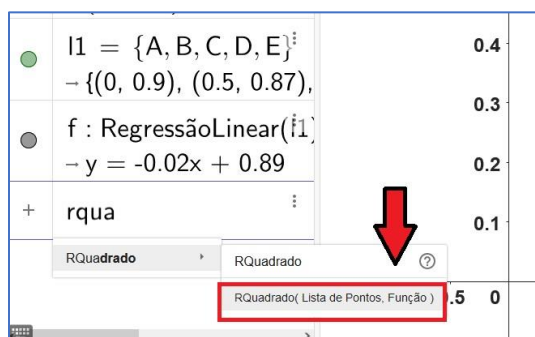 l1 = {A, B, C, D, E}
→ {(0, 0.9), (0.5, 0.87),
f : RegressãoLinear(l1)
→ y = -0.02x + 0.89
+ rqua
RQuadrado
RQuadrado
RQuadrado( Lista de Pontos, Função )
0.4
0.3
0.2
0.1
.5 0